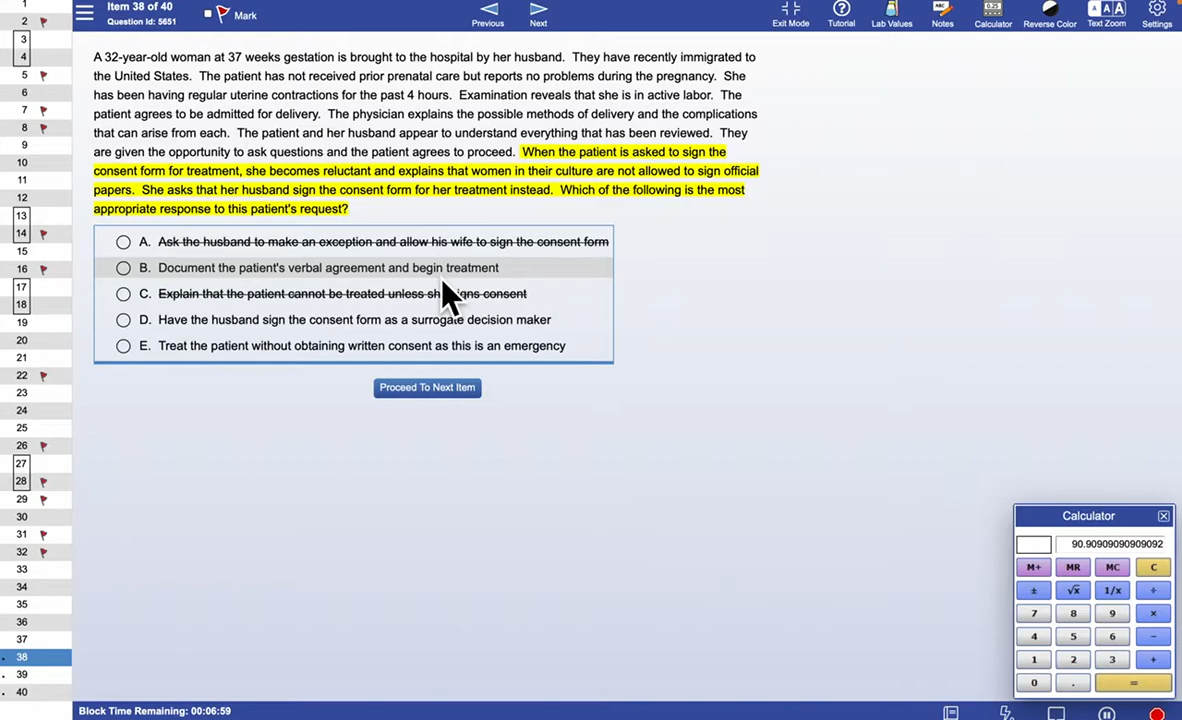 Item 38 of 40
Question Id: 5651
Mark
Previous
Next
Exit Mode
Tutorial
Lab Values
Notes
Calculator
Reverse Color
Text Zoom
Settings
1
2
3
4
5
6
7
8
9
10
11
12
13
14
15
16
17
18
19
20
21
22
23
24
25
26
27
28
29
30
31
32
33
34
35
36
37
38
39
40
A 32-year-old woman at 37 weeks gestation is brought to the hospital by her husband. They have recently immigrated to
the United States. The patient has not received prior prenatal care but reports no problems during the pregnancy. She
has been having regular uterine contractions for the past 4 hours. Examination reveals that she is in active labor. The
patient agrees to be admitted for delivery. The physician explains the possible methods of delivery and the complications
that can arise from each. The patient and her husband appear to understand everything that has been reviewed. They
are given the opportunity to ask questions and the patient agrees to proceed. When the patient is asked to sign the
consent form for treatment, she becomes reluctant and explains that women in their culture are not allowed to sign official
papers. She asks that her husband sign the consent form for her treatment instead. Which of the following is the most
appropriate response to this patient's request?
A. Ask the husband to make an exception and allow his wife to sign the consent form
B. Document the patient's verbal agreement and begin treatment
C. Explain that the patient cannot be treated unless consent
D. Have the husband sign the consent form as a surrogate decision maker
E. Treat the patient without obtaining written consent as this is an emergency
Proceed To Next Item
Calculator
90.90909090909092
M+ MR MC C
± √x 1/x ÷
7 8 9 ×
4 5 6 −
1 2 3 +
0 . =
Block Time Remaining: 00:06:59